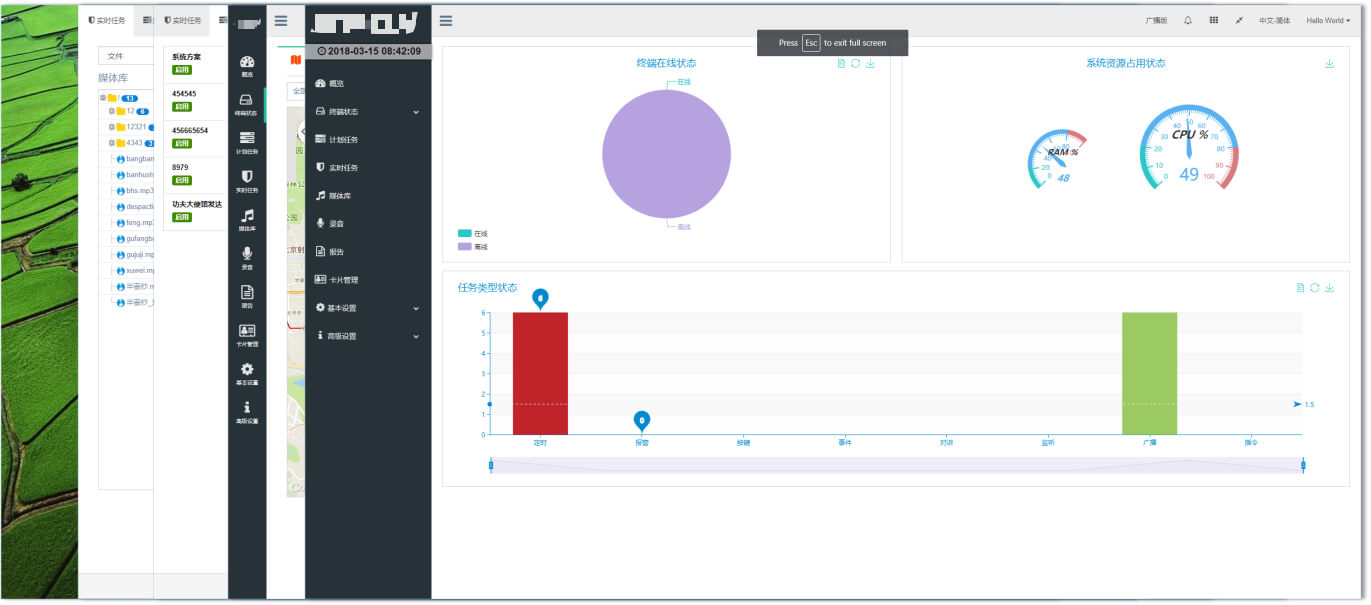 实时任务
文件
媒体库
/ 13
12 6
12321
4343 3
bangban
banhush
bhs.mp3
despacti
feng.mp3
gufangbu
gujuji.mp
xuwei.mp
半壶纱.m
半壶纱_
实时任务
系统方案
启用
454545
启用
456665654
启用
8979
启用
功夫大使馆发达
启用
概览
终端状态
计划任务
实时任务
媒体库
录音
报告
卡片管理
基本设置
高级设置
2018-03-15 08:42:09
概览
终端状态
计划任务
实时任务
媒体库
录音
报告
卡片管理
基本设置
高级设置
广播版
中文-简体
Hello World
Press Esc to exit full screen
终端在线状态
在线
离线
在线
离线
系统资源占用状态
RAM %
48
CPU %
0 10 20 30 40 50 60 70 80 90 100
49
任务类型状态
6
5
4
3
2
1
0
6
0
1.5
定时 报警 按键 事件 对讲 监听 广播 指令